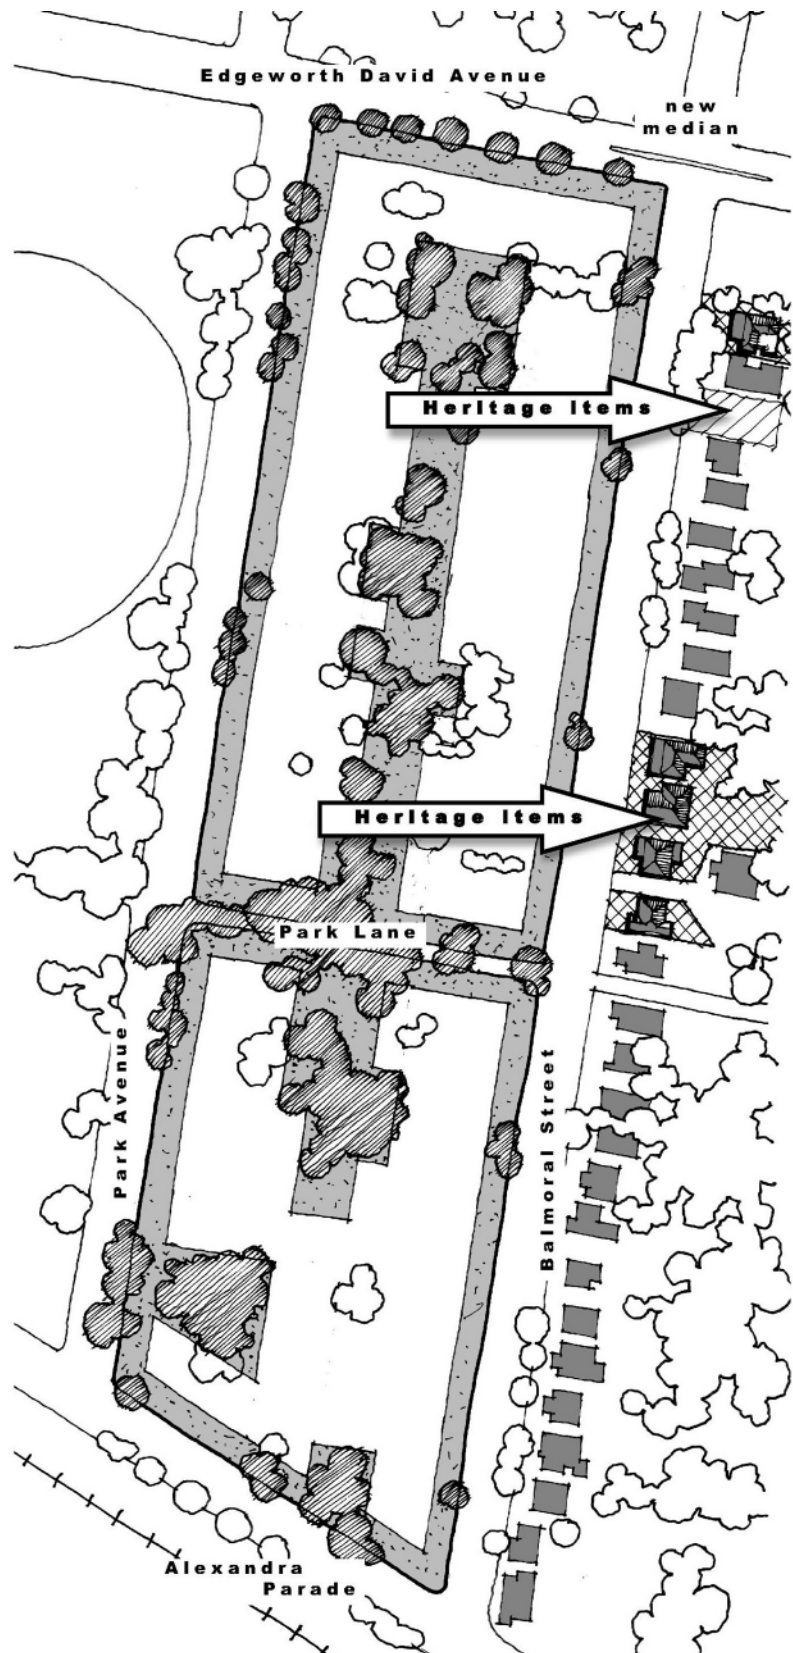 Edgeworth David Avenue
new
median
Heritage Items
Heritage Items
Park Lane
Park Avenue
Balmoral Street
Alexandra
Parade